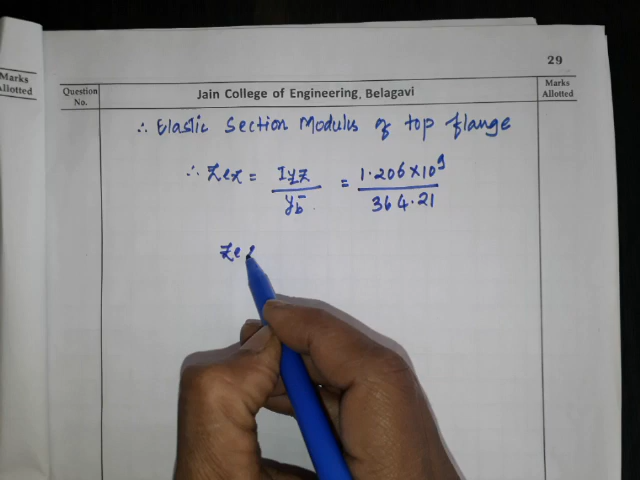 29
Marks
Allotted
Question
No.
Jain College of Engineering, Belagavi
Marks
Allotted
∴ Elastic Section Modulus of top flange
∴ Zex = Iyz / yb̄ = 1.206×10⁹ / 364.21
Ze